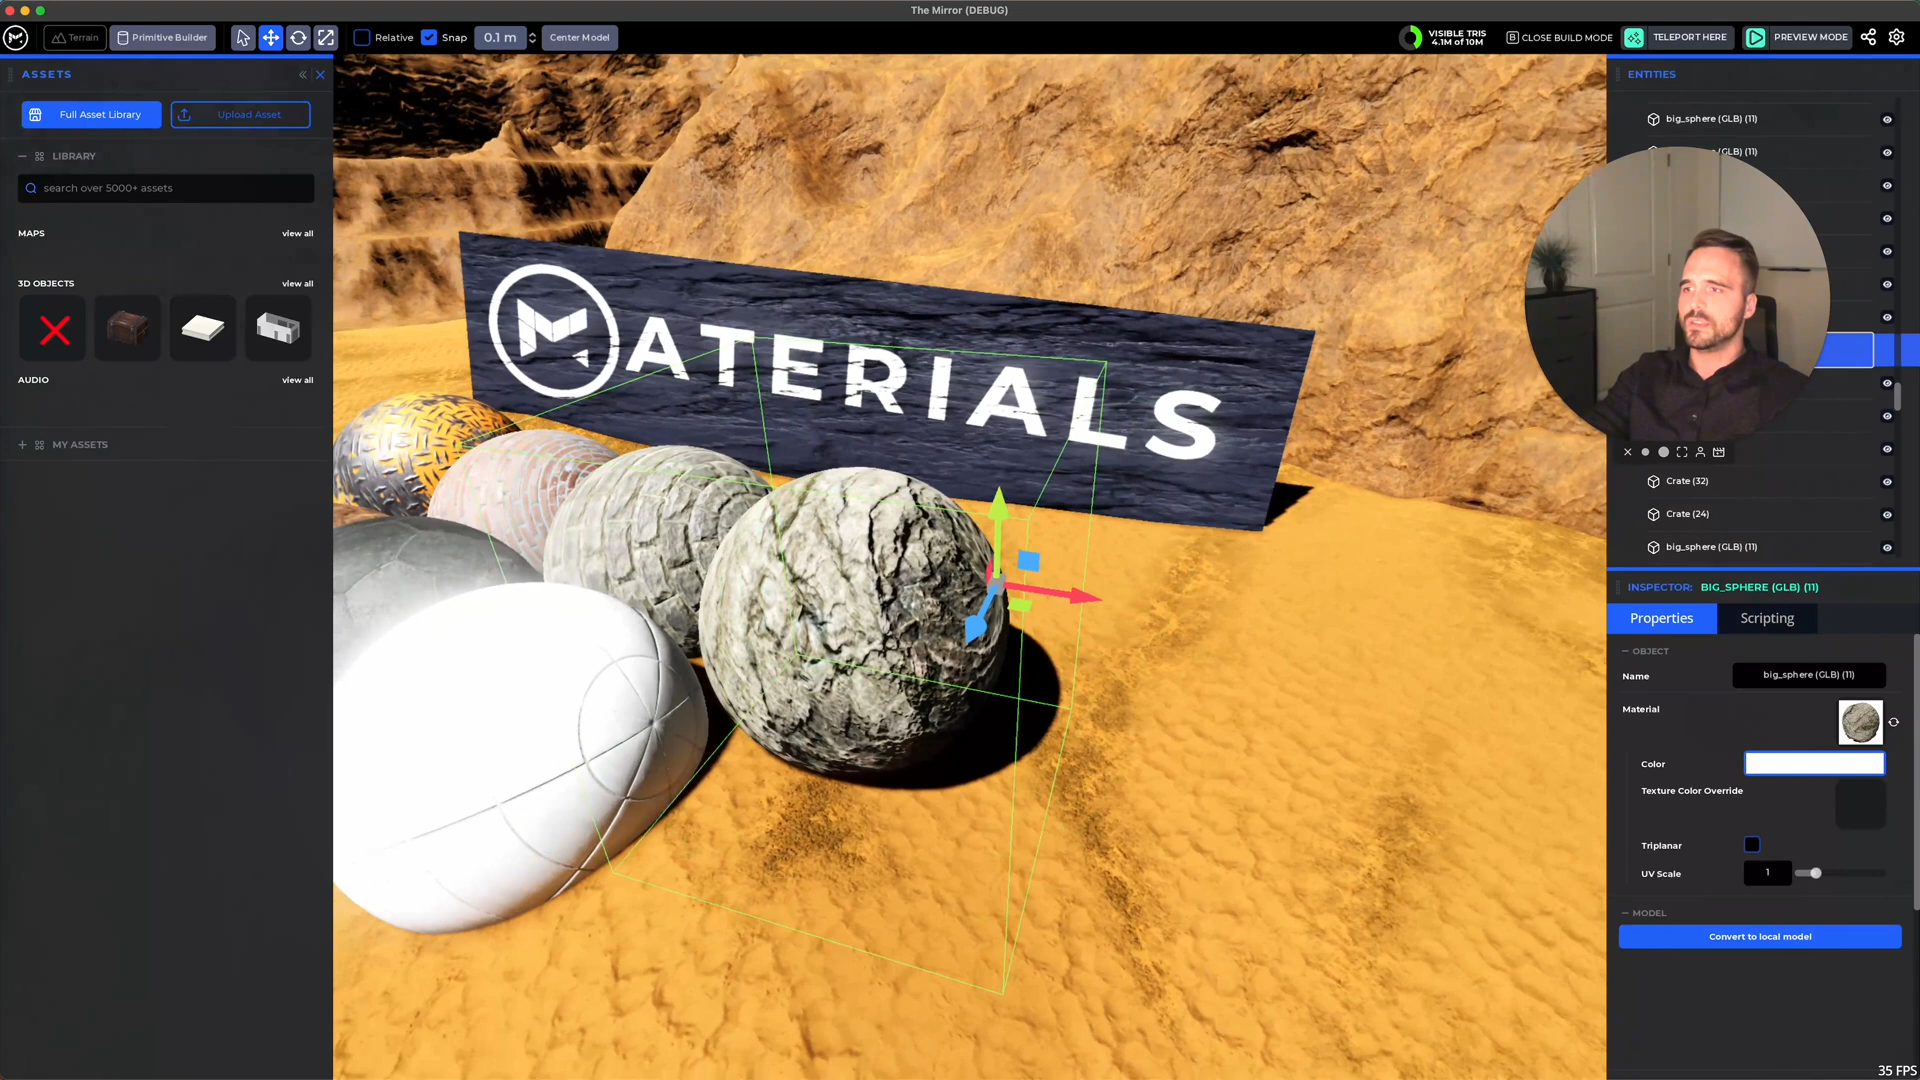 The Mirror (DEBUG)
Terrain
Primitive Builder
Relative
Snap
0.1 m
Center Model
VISIBLE TRIS
4.1M of 10M
B CLOSE BUILD MODE
TELEPORT HERE
PREVIEW MODE
ASSETS
Full Asset Library
Upload Asset
LIBRARY
search over 5000+ assets
MAPS
view all
3D OBJECTS
view all
AUDIO
view all
MY ASSETS
MATERIALS
ENTITIES
big_sphere (GLB) (11)
(GLB) (11)
Crate (32)
Crate (24)
big_sphere (GLB) (11)
INSPECTOR: BIG_SPHERE (GLB) (11)
Properties
Scripting
OBJECT
Name
big_sphere (GLB) (11)
Material
Color
Texture Color Override
Triplanar
UV Scale
1
MODEL
Convert to local model
35 FPS